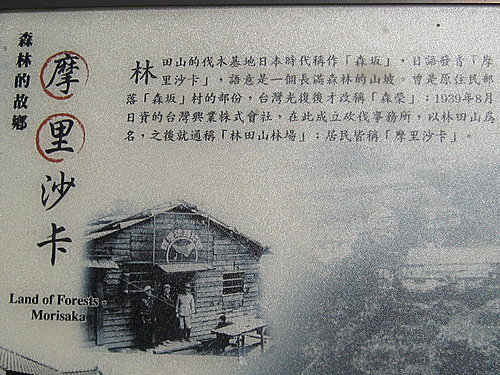 森林的故鄉
摩里沙卡
Land of Forests -
Morisaka
林田山的伐木基地日本時代稱作「森坂」，日語發音「摩
里沙卡」，語意是一個長滿森林的山坡。曾是原住民部
落「森坂」村的部份，台灣光復後才改稱「森榮」；1939年8月
日資的台灣興業株式會社，在此成立砍伐事務所，以林田山為
名，之後就通稱「林田山林場」；居民皆稱「摩里沙卡」。